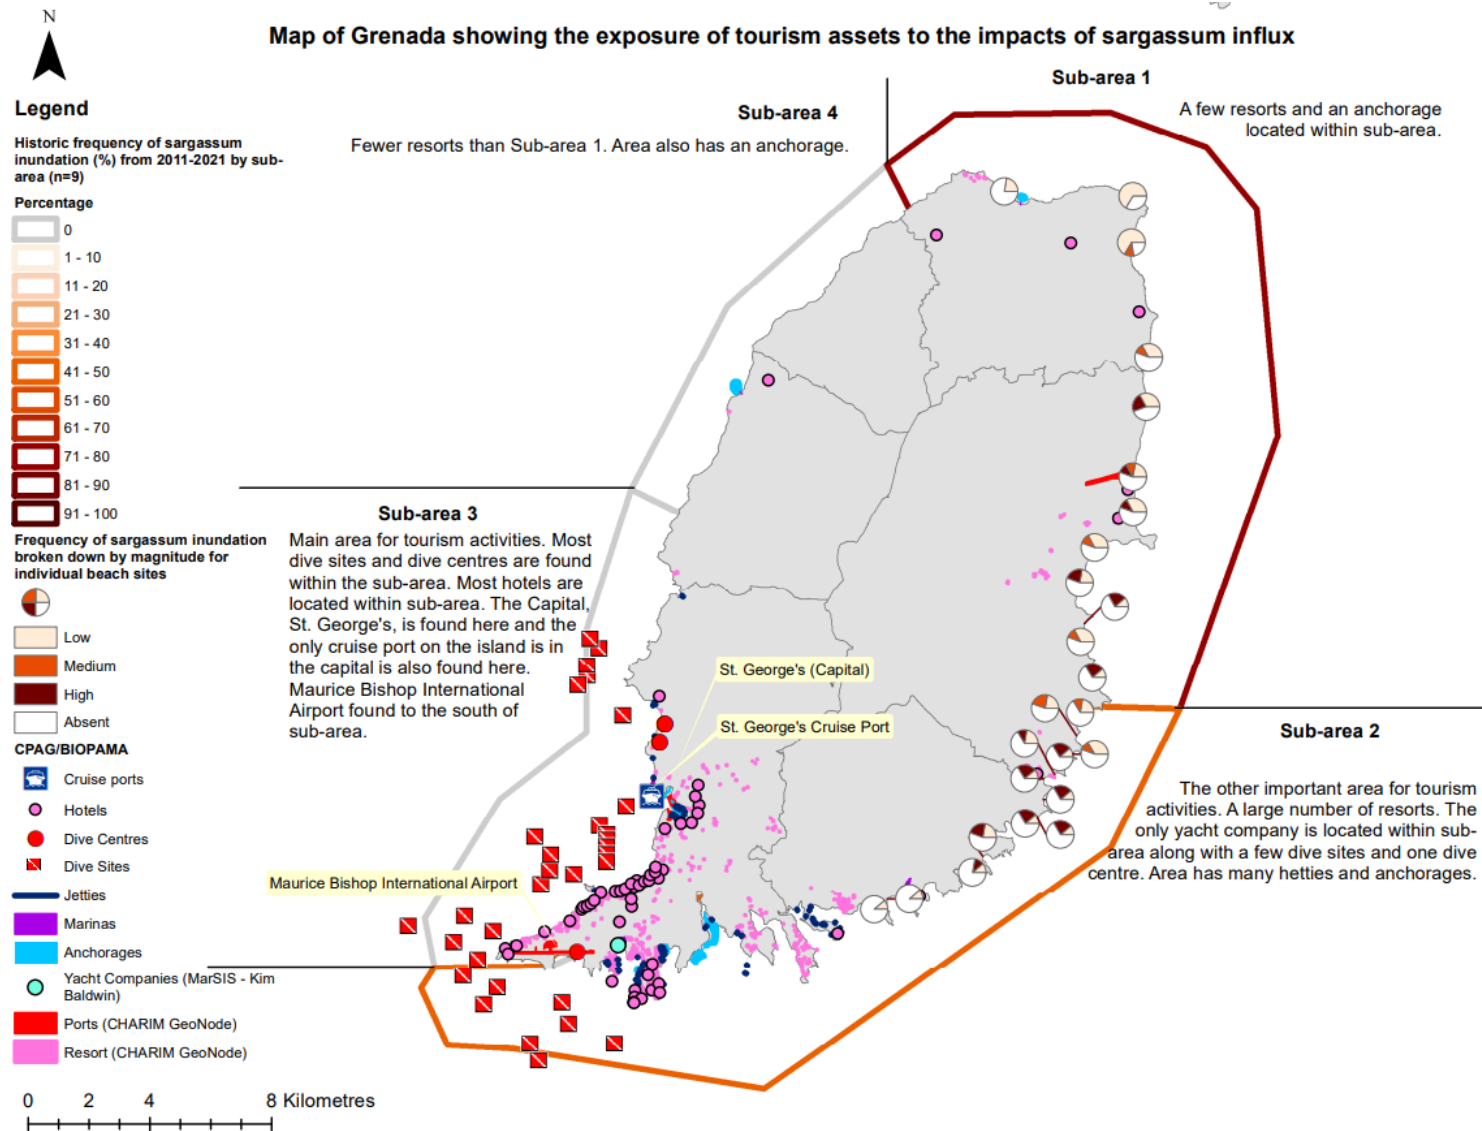 N
Map of Grenada showing the exposure of tourism assets to the impacts of sargassum influx
Legend
Historic frequency of sargassum
inundation (%) from 2011-2021 by sub-
area (n=9)
Percentage
0
1 - 10
11 - 20
21 - 30
31 - 40
41 - 50
51 - 60
61 - 70
71 - 80
81 - 90
91 - 100
Frequency of sargassum inundation
broken down by magnitude for
individual beach sites
Low
Medium
High
Absent
CPAG/BIOPAMA
Cruise ports
Hotels
Dive Centres
Dive Sites
Jetties
Marinas
Anchorages
Yacht Companies (MarSIS - Kim
Baldwin)
Ports (CHARIM GeoNode)
Resort (CHARIM GeoNode)
0 2 4 8 Kilometres
Sub-area 4
Fewer resorts than Sub-area 1. Area also has an anchorage.
Sub-area 1
A few resorts and an anchorage
located within sub-area.
Sub-area 3
Main area for tourism activities. Most
dive sites and dive centres are found
within the sub-area. Most hotels are
located within sub-area. The Capital,
St. George's, is found here and the
only cruise port on the island is in
the capital is also found here.
Maurice Bishop International
Airport found to the south of
sub-area.
St. George's (Capital)
St. George's Cruise Port
Maurice Bishop International Airport
Sub-area 2
The other important area for tourism
activities. A large number of resorts. The
only yacht company is located within sub-
area along with a few dive sites and one dive
centre. Area has many hetties and anchorages.